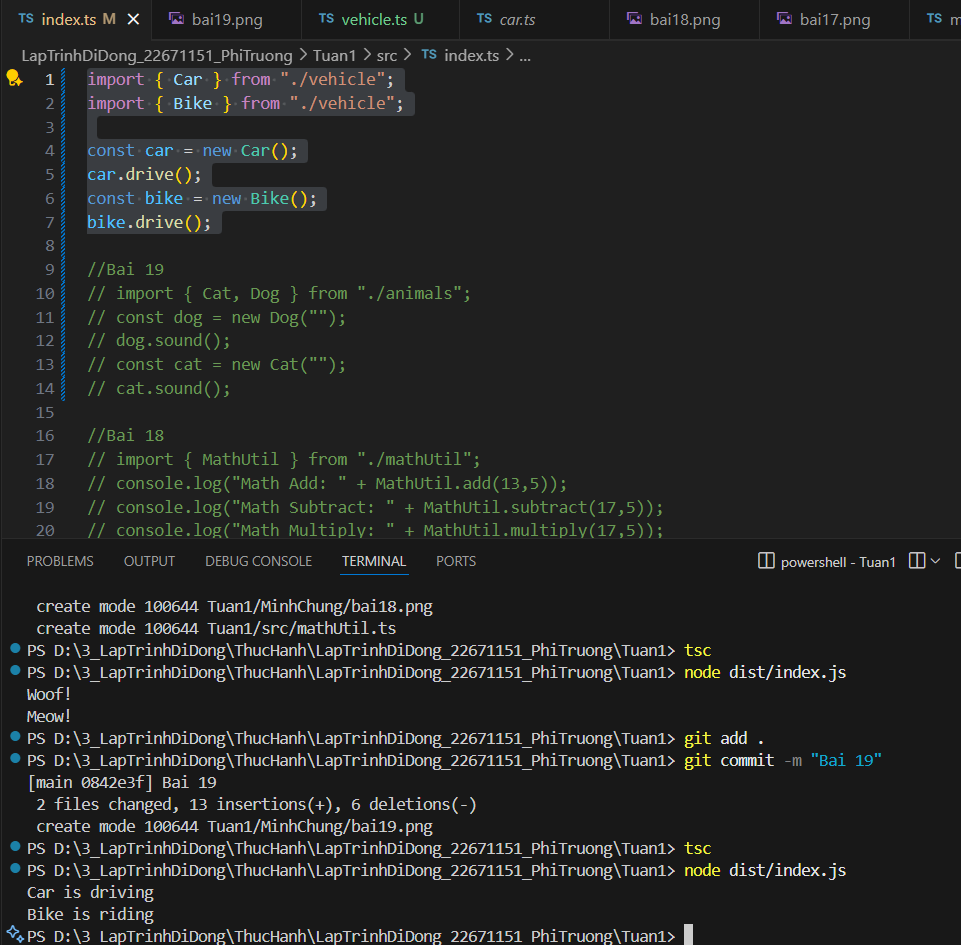 TS index.ts M × bai19.png TS vehicle.ts U TS car.ts bai18.png bai17.png TS
LapTrinhDiDong_22671151_PhiTruong > Tuan1 > src > TS index.ts > ...
1 import { Car } from "./vehicle";
2 import { Bike } from "./vehicle";
3
4 const car = new Car();
5 car.drive();
6 const bike = new Bike();
7 bike.drive();
8
9 //Bai 19
10 // import { Cat, Dog } from "./animals";
11 // const dog = new Dog("");
12 // dog.sound();
13 // const cat = new Cat("");
14 // cat.sound();
15
16 //Bai 18
17 // import { MathUtil } from "./mathUtil";
18 // console.log("Math Add: " + MathUtil.add(13,5));
19 // console.log("Math Subtract: " + MathUtil.subtract(17,5));
20 // console.log("Math Multiply: " + MathUtil.multiply(17,5));
PROBLEMS OUTPUT DEBUG CONSOLE TERMINAL PORTS powershell - Tuan1
create mode 100644 Tuan1/MinhChung/bai18.png
create mode 100644 Tuan1/src/mathUtil.ts
PS D:\3_LapTrinhDiDong\ThucHanh\LapTrinhDiDong_22671151_PhiTruong\Tuan1> tsc
PS D:\3_LapTrinhDiDong\ThucHanh\LapTrinhDiDong_22671151_PhiTruong\Tuan1> node dist/index.js
Woof!
Meow!
PS D:\3_LapTrinhDiDong\ThucHanh\LapTrinhDiDong_22671151_PhiTruong\Tuan1> git add .
PS D:\3_LapTrinhDiDong\ThucHanh\LapTrinhDiDong_22671151_PhiTruong\Tuan1> git commit -m "Bai 19"
[main 0842e3f] Bai 19
2 files changed, 13 insertions(+), 6 deletions(-)
create mode 100644 Tuan1/MinhChung/bai19.png
PS D:\3_LapTrinhDiDong\ThucHanh\LapTrinhDiDong_22671151_PhiTruong\Tuan1> tsc
PS D:\3_LapTrinhDiDong\ThucHanh\LapTrinhDiDong_22671151_PhiTruong\Tuan1> node dist/index.js
Car is driving
Bike is riding
PS D:\3_LapTrinhDiDong\ThucHanh\LapTrinhDiDong_22671151_PhiTruong\Tuan1>